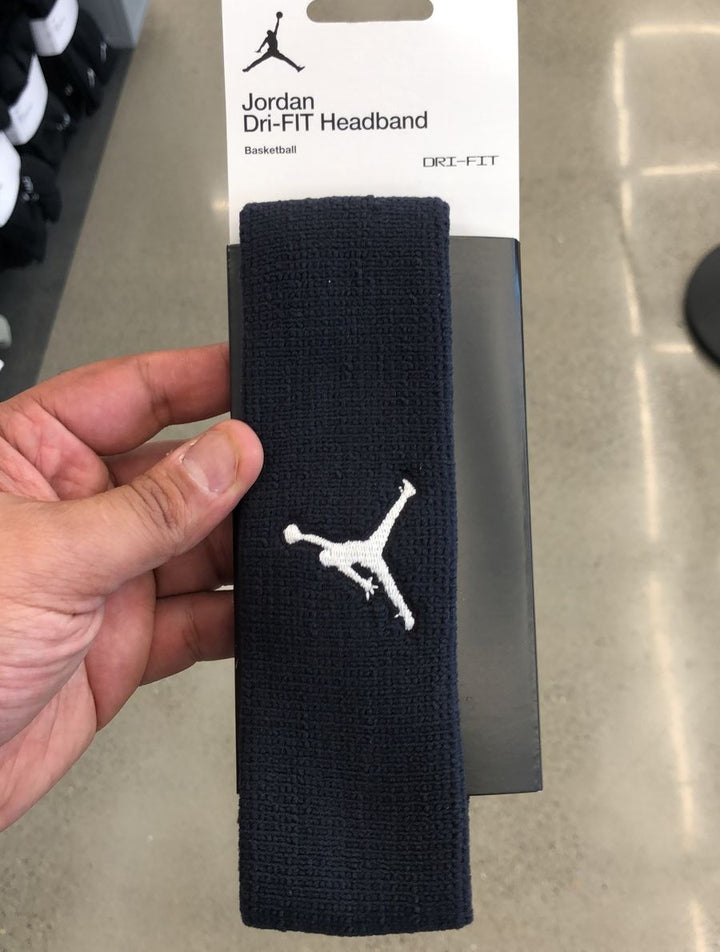 Jordan
Dri-FIT Headband
Basketball
DRI-FIT